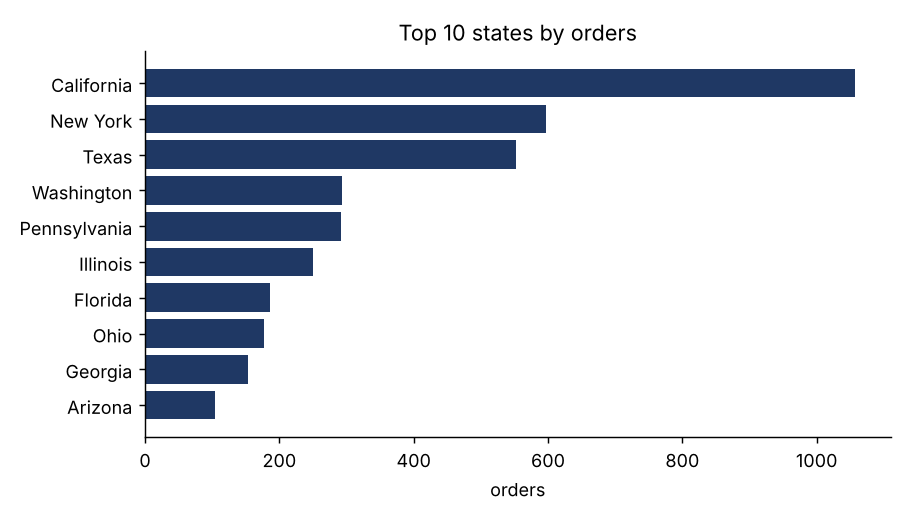 Top 10 states by orders
California
New York
Texas
Washington
Pennsylvania
Illinois
Florida
Ohio
Georgia
Arizona
0 200 400 600 800 1000
orders